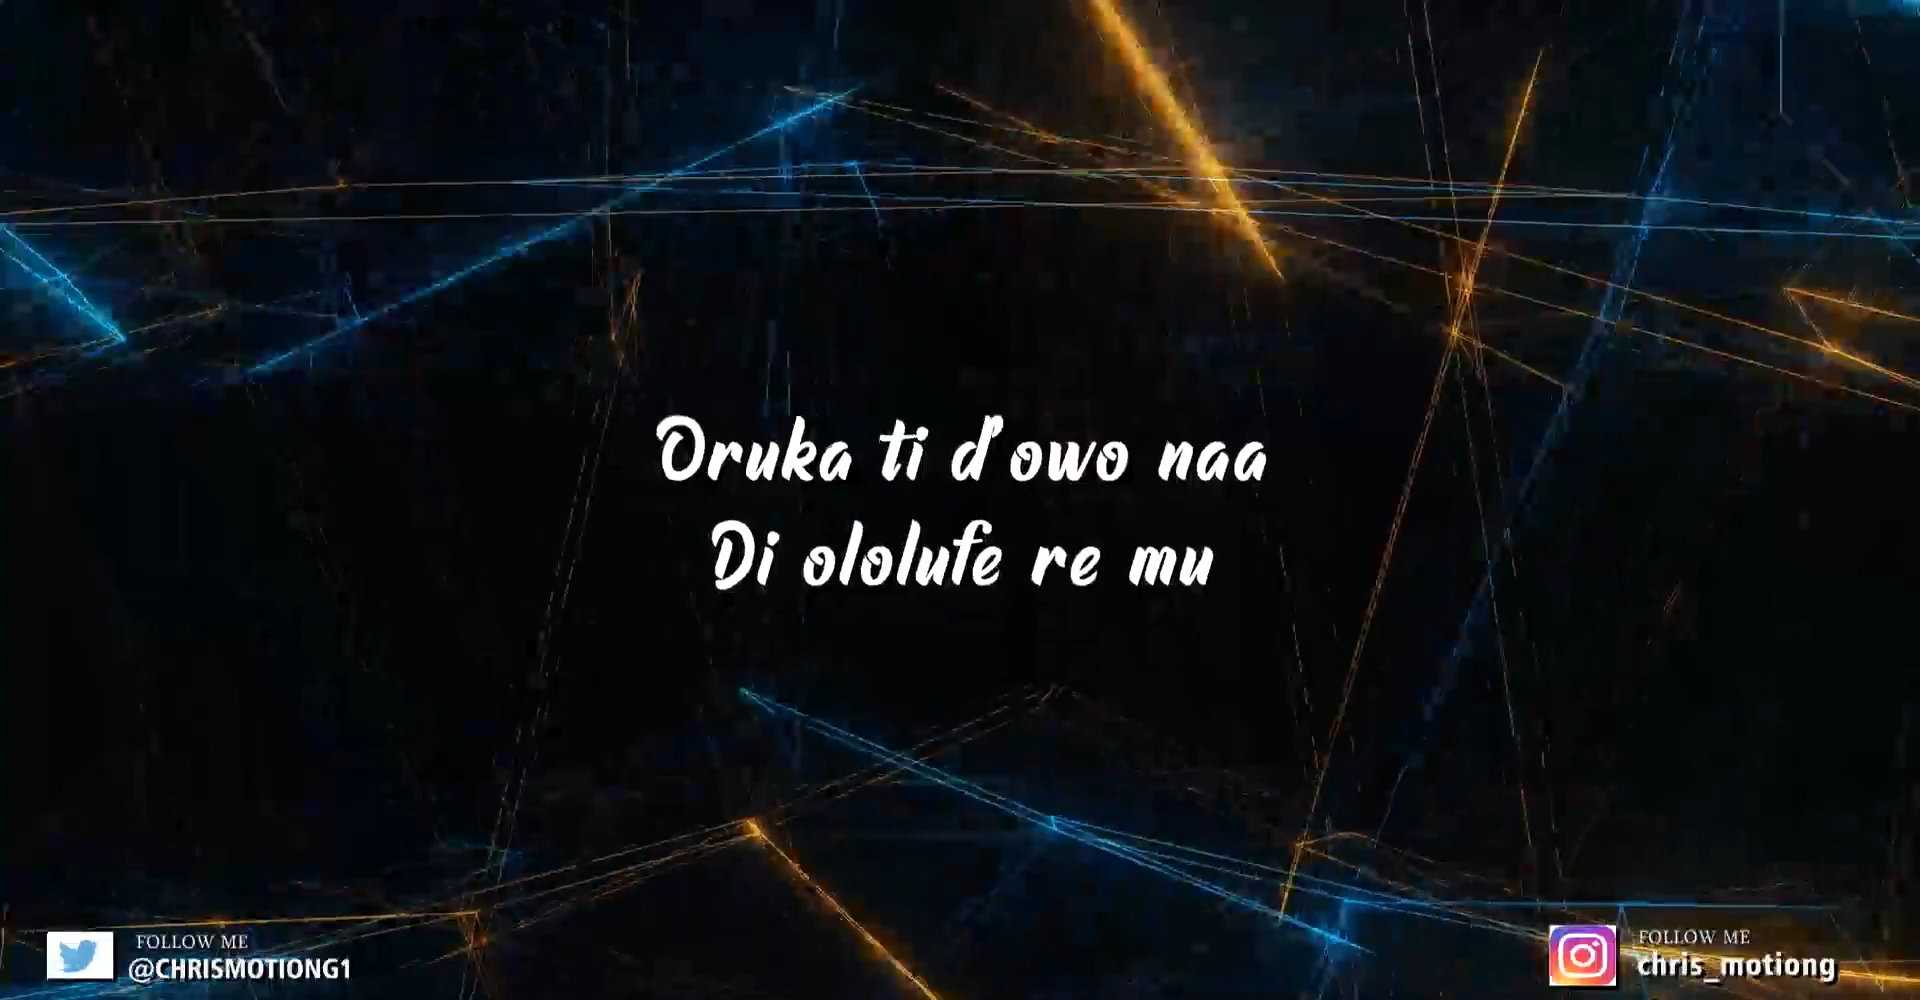 Oruka ti d'owo naa
Di ololufe re mu
FOLLOW ME
@CHRISMOTIONG1
FOLLOW ME
chris_motiong